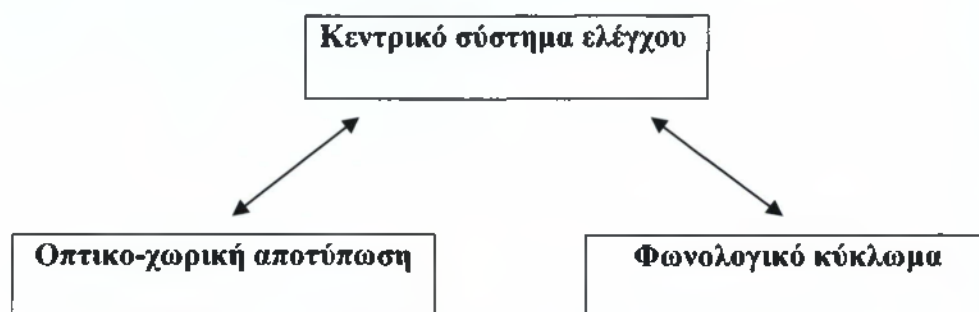 Κεντρικό σύστημα ελέγχου
Οπτικο-χωρική αποτύπωση
Φωνολογικό κύκλωμα